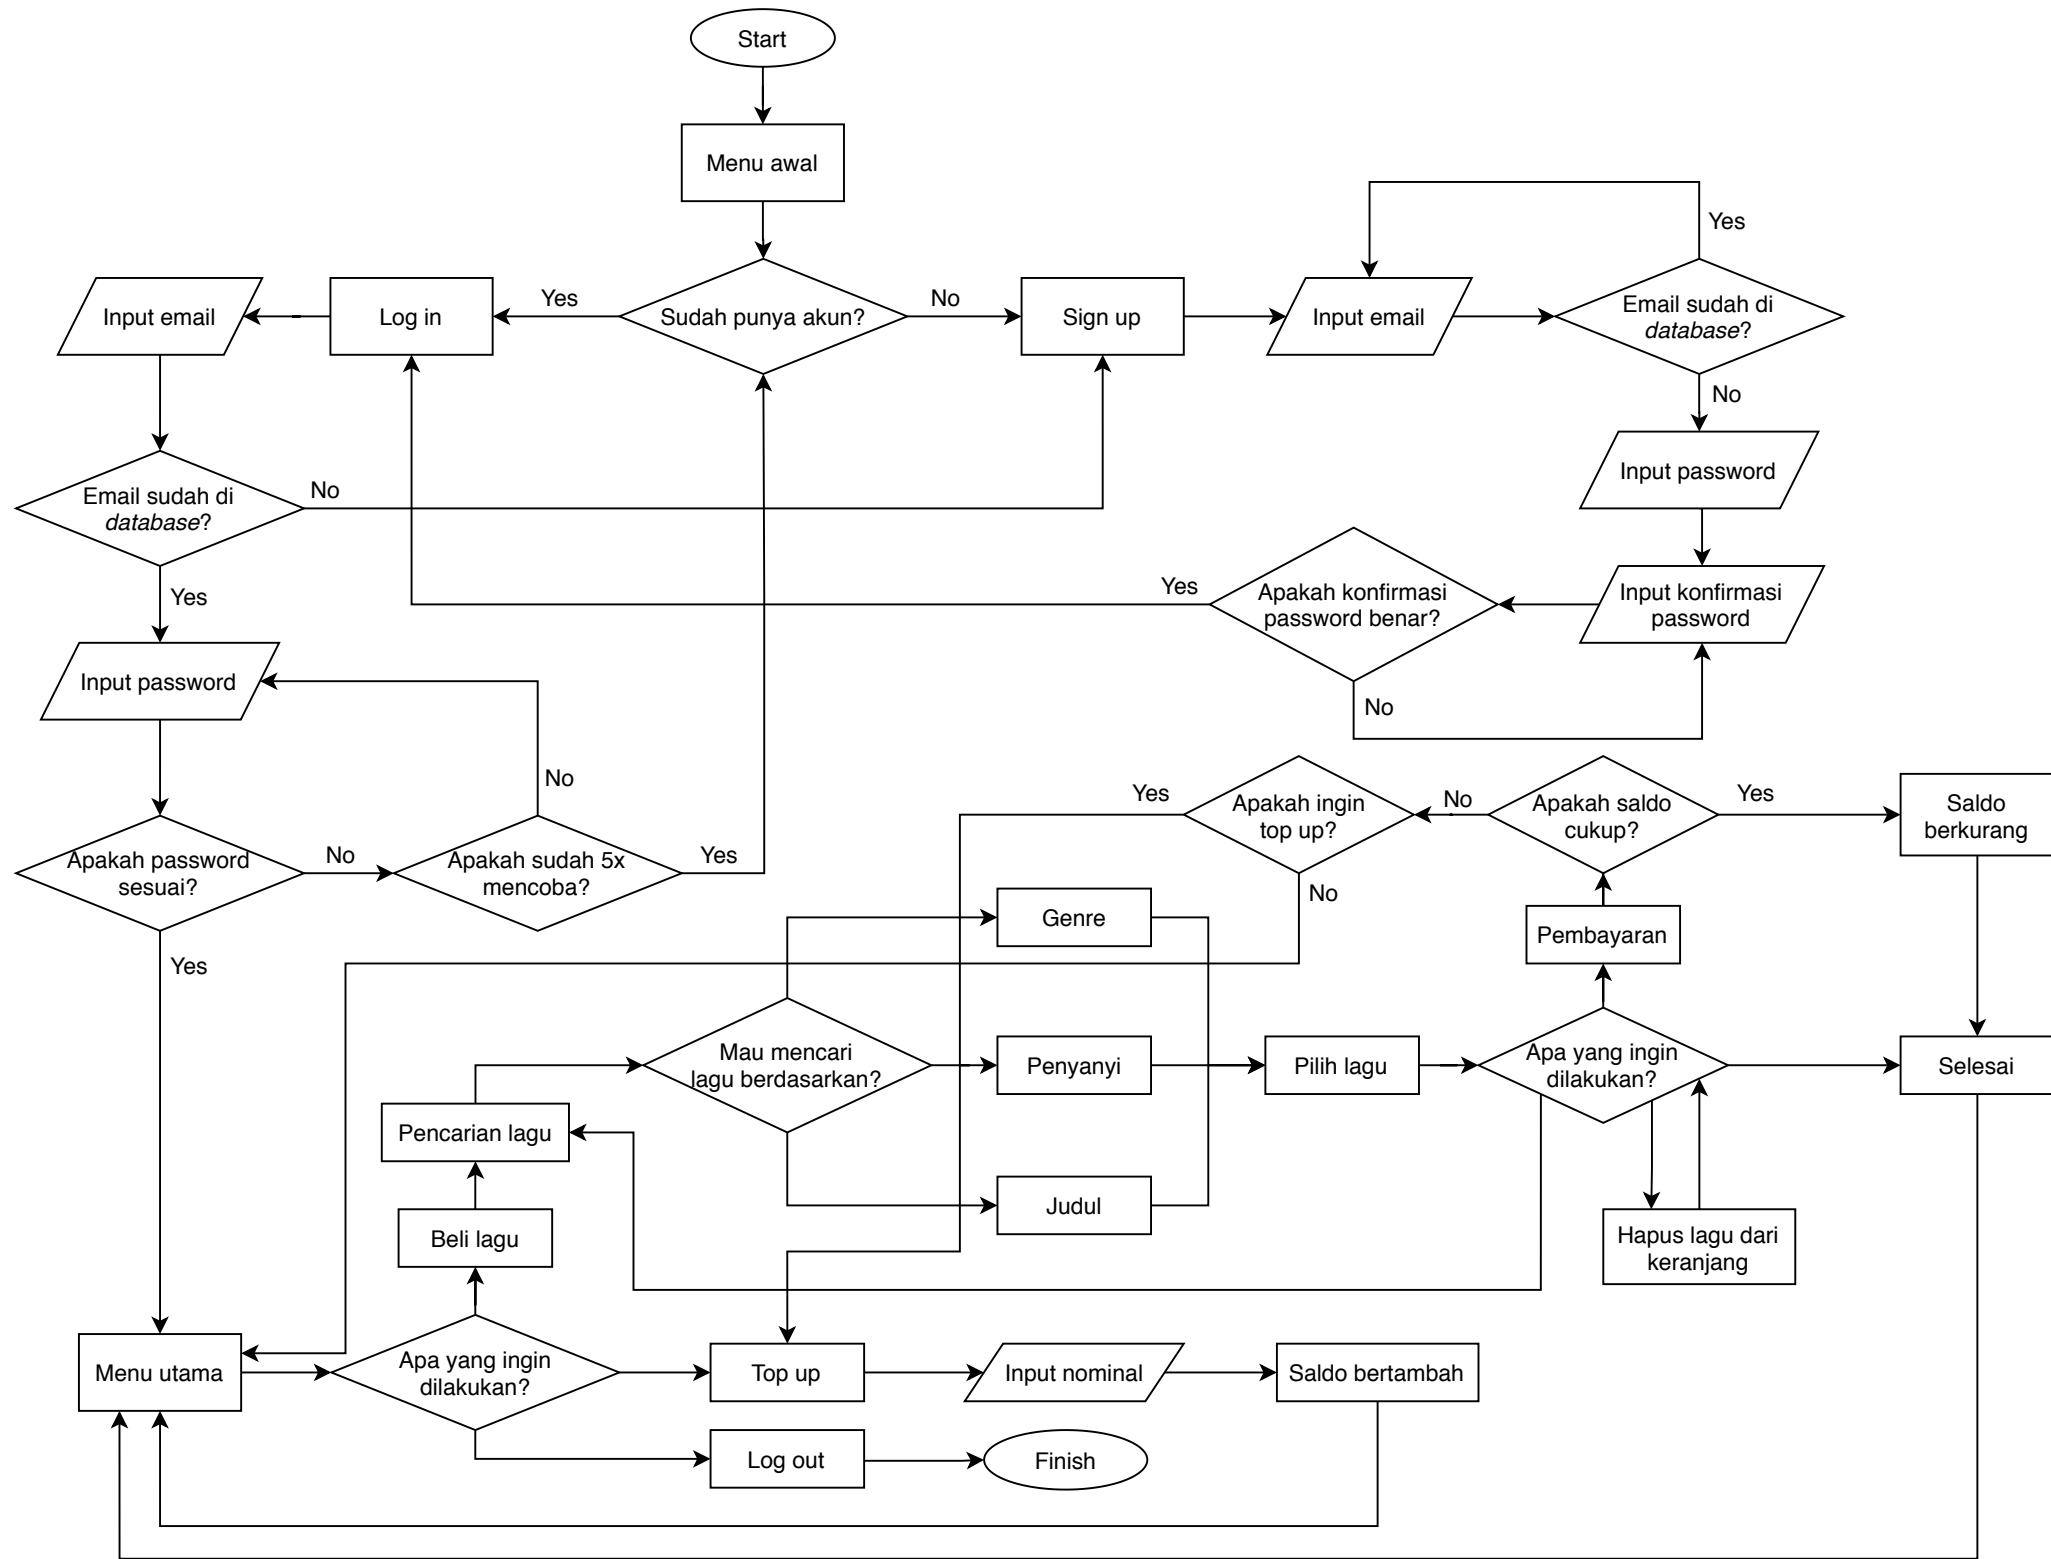 Start
Menu awal
Yes
Input email
Log in
Yes
Sudah punya akun?
No
Sign up
Input email
Email sudah di
database?
No
Input password
Email sudah di
database?
No
Yes
Apakah konfirmasi
password benar?
Yes
Input konfirmasi
password
No
Input password
No
Apakah password
sesuai?
No
Apakah sudah 5x
mencoba?
Yes
Yes
Yes
Apakah ingin
top up?
No
No
Apakah saldo
cukup?
Yes
Saldo
berkurang
Genre
Pembayaran
Mau mencari
lagu berdasarkan?
Penyanyi
Pilih lagu
Apa yang ingin
dilakukan?
Selesai
Pencarian lagu
Judul
Hapus lagu dari
keranjang
Beli lagu
Menu utama
Apa yang ingin
dilakukan?
Top up
Input nominal
Saldo bertambah
Log out
Finish